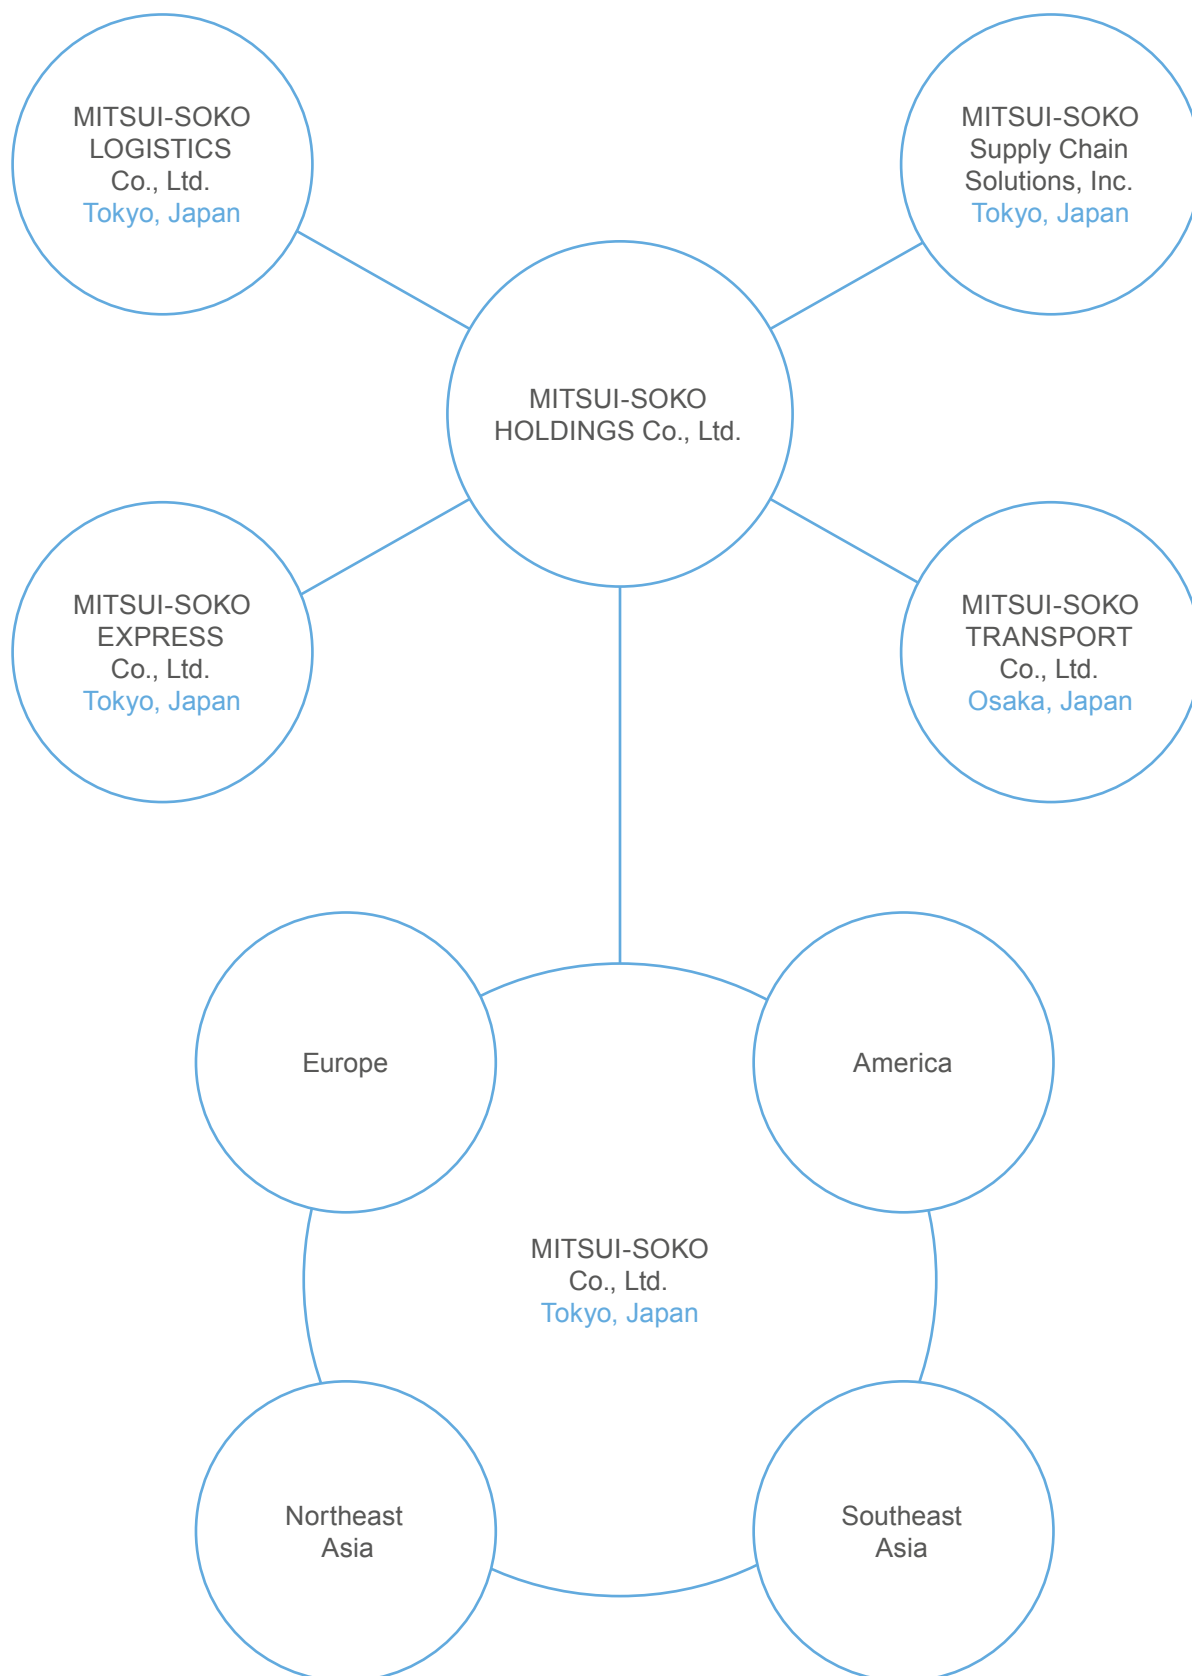 MITSUI-SOKO
LOGISTICS
Co., Ltd.
Tokyo, Japan
MITSUI-SOKO
Supply Chain
Solutions, Inc.
Tokyo, Japan
MITSUI-SOKO
HOLDINGS Co., Ltd.
MITSUI-SOKO
EXPRESS
Co., Ltd.
Tokyo, Japan
MITSUI-SOKO
TRANSPORT
Co., Ltd.
Osaka, Japan
Europe
America
MITSUI-SOKO
Co., Ltd.
Tokyo, Japan
Northeast
Asia
Southeast
Asia